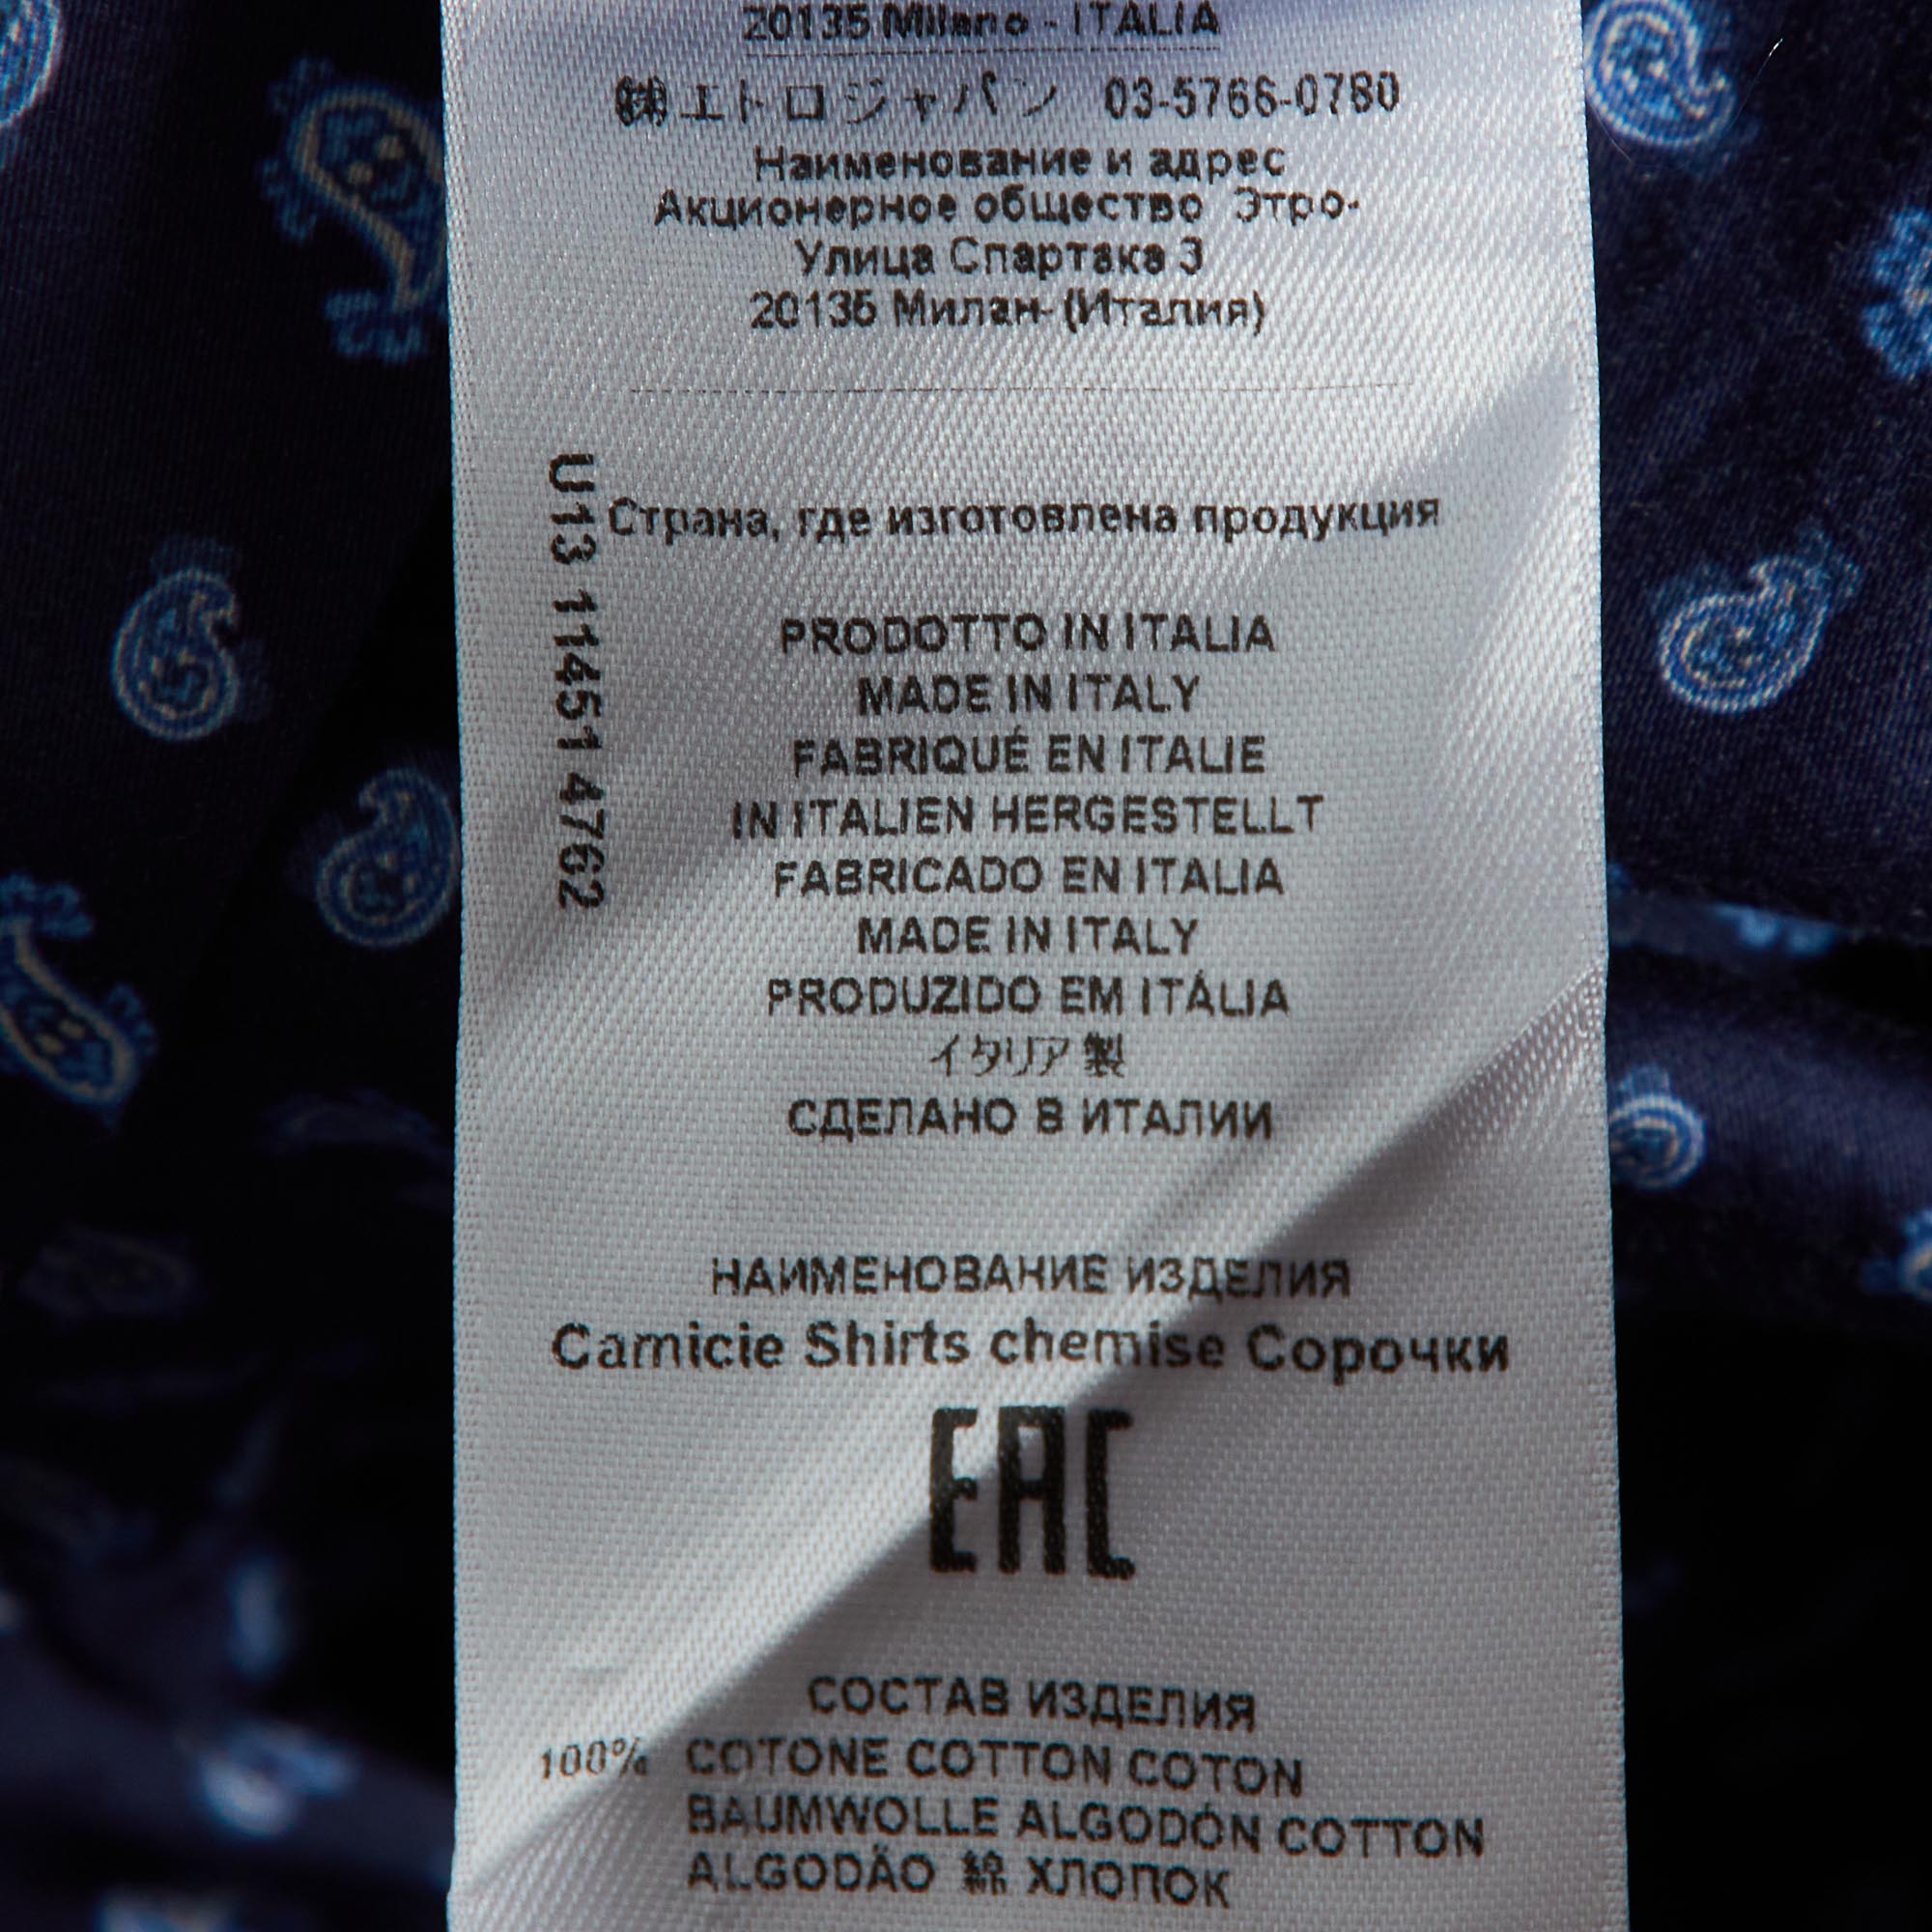 20135 Milano - ITALIA
㈱エトロジャパン 03-5766-0780
Наименование и адрес
Акционерное общество Этро-
Улица Спартака 3
20135 Милан- (Италия)
U13 11451 4762
Страна, где изготовлена продукция
PRODOTTO IN ITALIA
MADE IN ITALY
FABRIQUÉ EN ITALIE
IN ITALIEN HERGESTELLT
FABRICADO EN ITALIA
MADE IN ITALY
PRODUZIDO EM ITÁLIA
イタリア製
СДЕЛАНО В ИТАЛИИ
НАИМЕНОВАНИЕ ИЗДЕЛИЯ
Camicie Shirts chemise Сорочки
EAC
СОСТАВ ИЗДЕЛИЯ
100% COTONE COTTON COTON
BAUMWOLLE ALGODÓN COTTON
ALGODÃO 綿 ХЛОПОК